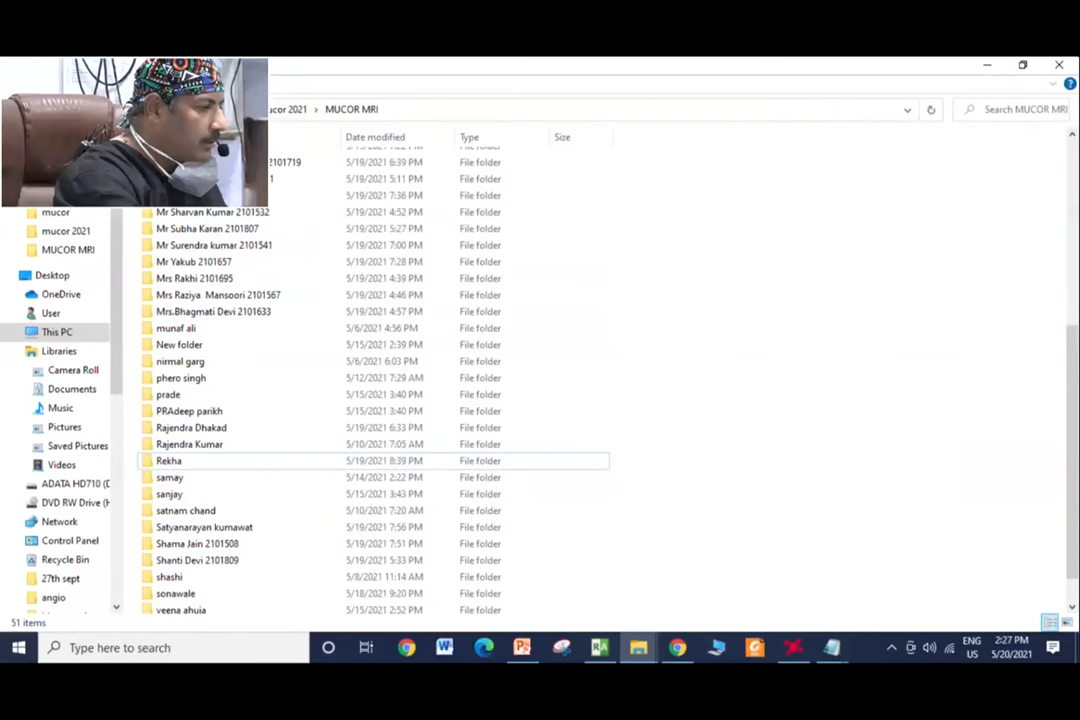 ucor 2021 > MUCOR MRI
Search MUCOR MRI
Date modified Type Size
2101719 5/19/2021 6:39 PM File folder
1 5/19/2021 5:11 PM File folder
5/19/2021 7:36 PM File folder
Mr Sharvan Kumar 2101532 5/19/2021 4:52 PM File folder
Mr Subha Karan 2101807 5/19/2021 5:27 PM File folder
Mr Surendra kumar 2101541 5/19/2021 7:00 PM File folder
Mr Yakub 2101657 5/19/2021 7:28 PM File folder
Mrs Rakhi 2101695 5/19/2021 4:39 PM File folder
Mrs Raziya Mansoori 2101567 5/19/2021 4:46 PM File folder
Mrs.Bhagmati Devi 2101633 5/19/2021 4:57 PM File folder
munaf ali 5/6/2021 4:56 PM File folder
New folder 5/15/2021 2:39 PM File folder
nirmal garg 5/6/2021 6:03 PM File folder
phero singh 5/12/2021 7:29 AM File folder
prade 5/15/2021 3:40 PM File folder
PRAdeep parikh 5/15/2021 3:40 PM File folder
Rajendra Dhakad 5/19/2021 6:33 PM File folder
Rajendra Kumar 5/10/2021 7:05 AM File folder
Rekha 5/19/2021 8:39 PM File folder
samay 5/14/2021 2:22 PM File folder
sanjay 5/15/2021 3:43 PM File folder
satnam chand 5/10/2021 7:20 AM File folder
Satyanarayan kumawat 5/19/2021 7:56 PM File folder
Shama Jain 2101508 5/19/2021 7:51 PM File folder
Shanti Devi 2101809 5/19/2021 5:33 PM File folder
shashi 5/8/2021 11:14 AM File folder
sonawale 5/18/2021 9:20 PM File folder
veena ahuia 5/15/2021 2:52 PM File folder
mucor
mucor 2021
MUCOR MRI
Desktop
OneDrive
User
This PC
Libraries
Camera Roll
Documents
Music
Pictures
Saved Pictures
Videos
ADATA HD710 (D
DVD RW Drive (H
Network
Control Panel
Recycle Bin
27th sept
angio
51 items
Type here to search
ENG
US
2:27 PM
5/20/2021